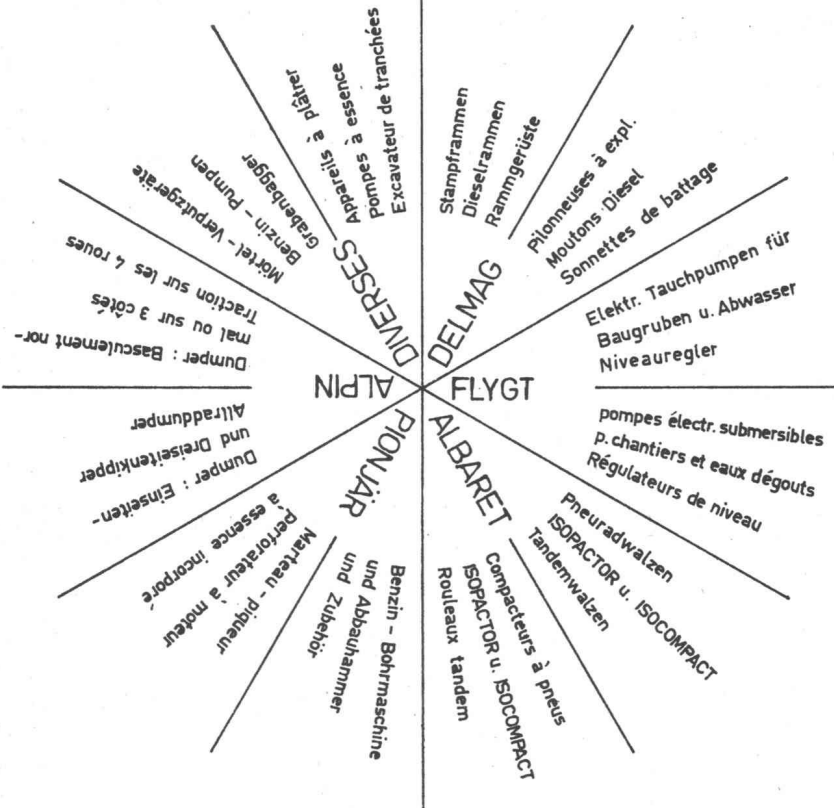 DELMAG
Stampframmen
Dieselrammen
Rammgerüste
Pilonneuses à expl.
Moutons-Diesel
Sonnettes de battage
FLYGT
Elektr. Tauchpumpen für
Baugruben u. Abwasser
Niveauregler
pompes électr. submersibles
p. chantiers et eaux dégouts
Régulateurs de niveau
ALBARET
Pneuradwalzen
ISOPACTOR u. ISOCOMPACT
Tandemwalzen
Compacteurs à pneus
ISOPACTOR u. ISOCOMPACT
Rouleaux tandem
PIONJÄR
Benzin - Bohrmaschine
und Abbauhammer
und Zubehör
Marteau - piqueur
perforateur à moteur
à essence incorporé
ALPIN
Dumper : Einseiten-
und Dreiseitenkipper
Allraddumper
Dumper : Basculement nor-
mal ou sur 3 côtés
Traction sur les 4 roues
DIVERSES
Mörtel - Verputzgeräte
Benzin - Pumpen
Grabenbagger
Appareils à plâtrer
Pompes à essence
Excavateur de tranchées